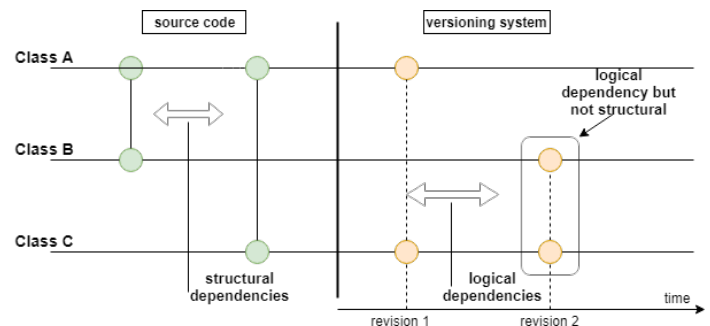 source code
versioning system
Class A
logical
dependency but
not structural
Class B
Class C
structural
dependencies
logical
dependencies
time
revision 1
revision 2